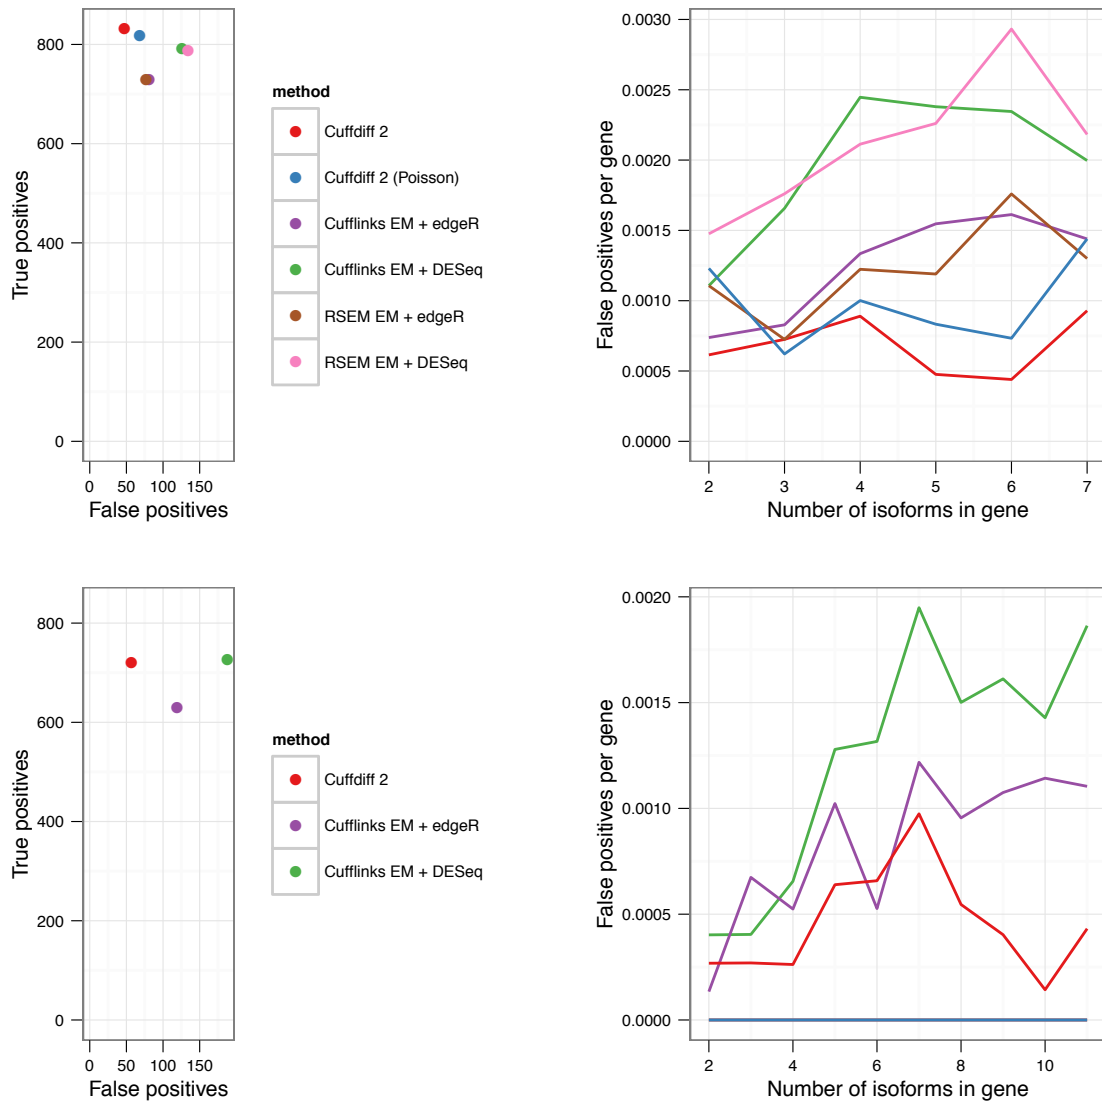 800
600
400
200
0
True positives
0 50 100 150
False positives
method
Cuffdiff 2
Cuffdiff 2 (Poisson)
Cufflinks EM + edgeR
Cufflinks EM + DESeq
RSEM EM + edgeR
RSEM EM + DESeq
0.0030
0.0025
0.0020
0.0015
0.0010
0.0005
0.0000
False positives per gene
2 3 4 5 6 7
Number of isoforms in gene
800
600
400
200
0
True positives
0 50 100 150
False positives
method
Cuffdiff 2
Cufflinks EM + edgeR
Cufflinks EM + DESeq
0.0020
0.0015
0.0010
0.0005
0.0000
False positives per gene
2 4 6 8 10
Number of isoforms in gene